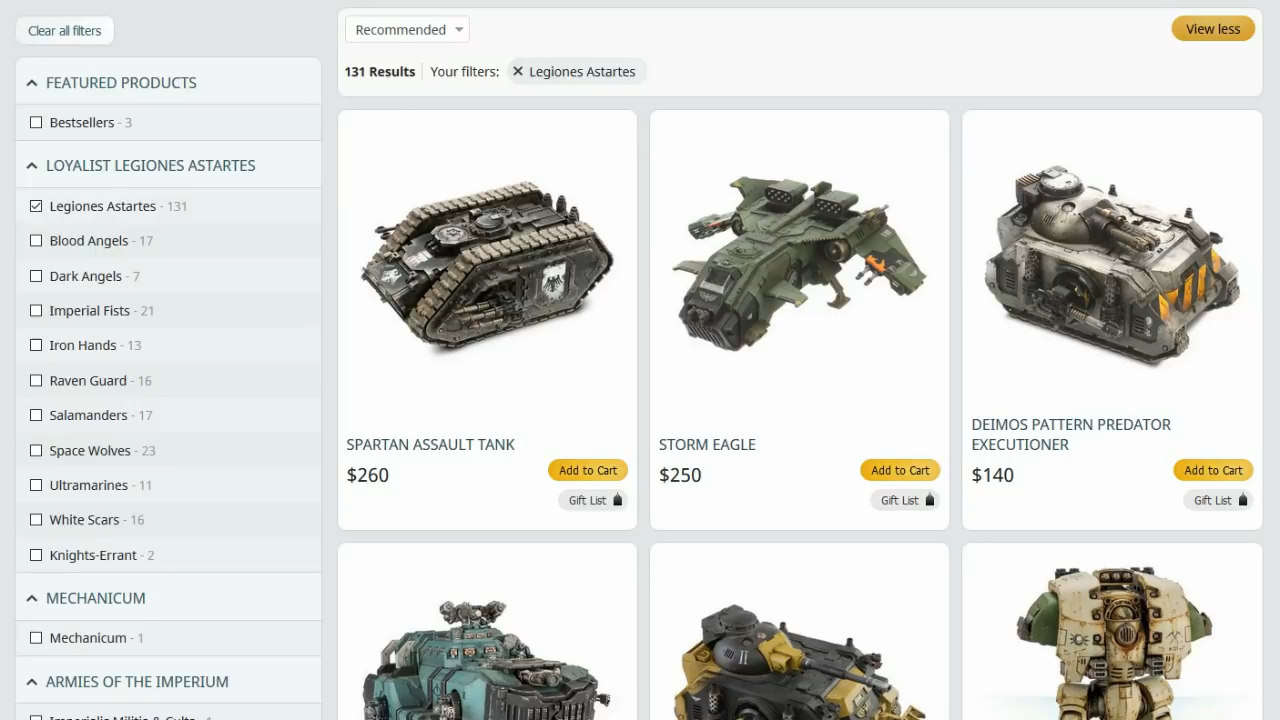 Clear all filters
FEATURED PRODUCTS
Bestsellers - 3
LOYALIST LEGIONES ASTARTES
Legiones Astartes - 131
Blood Angels - 17
Dark Angels - 7
Imperial Fists - 21
Iron Hands - 13
Raven Guard - 16
Salamanders - 17
Space Wolves - 23
Ultramarines - 11
White Scars - 16
Knights-Errant - 2
MECHANICUM
Mechanicum - 1
ARMIES OF THE IMPERIUM
Recommended
View less
131 Results
Your filters:
✕ Legiones Astartes
SPARTAN ASSAULT TANK
$260
Add to Cart
Gift List
STORM EAGLE
$250
Add to Cart
Gift List
DEIMOS PATTERN PREDATOR
EXECUTIONER
$140
Add to Cart
Gift List
II